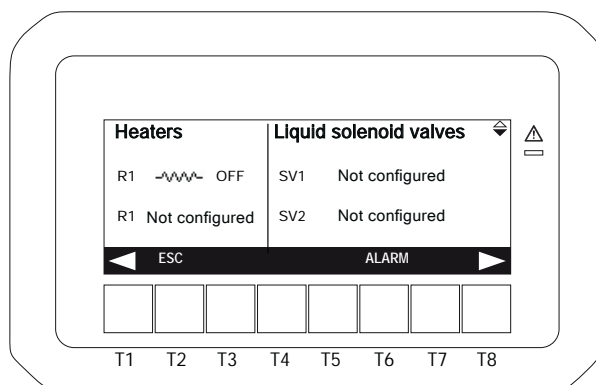 Heaters Liquid solenoid valves
R1 OFF SV1 Not configured
R1 Not configured SV2 Not configured
ESC ALARM
T1 T2 T3 T4 T5 T6 T7 T8